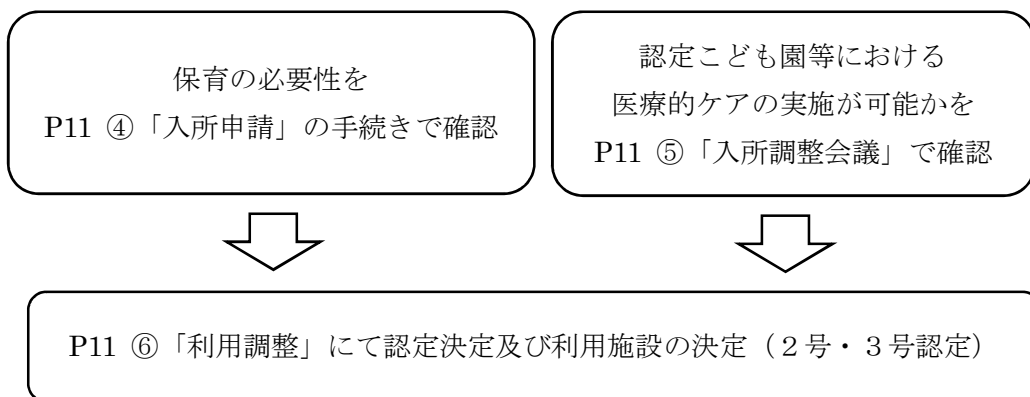 保育の必要性を
P11 ④「入所申請」の手続きで確認
認定こども園等における
医療的ケアの実施が可能かを
P11 ⑤「入所調整会議」で確認
P11 ⑥「利用調整」にて認定決定及び利用施設の決定（２号・３号認定）